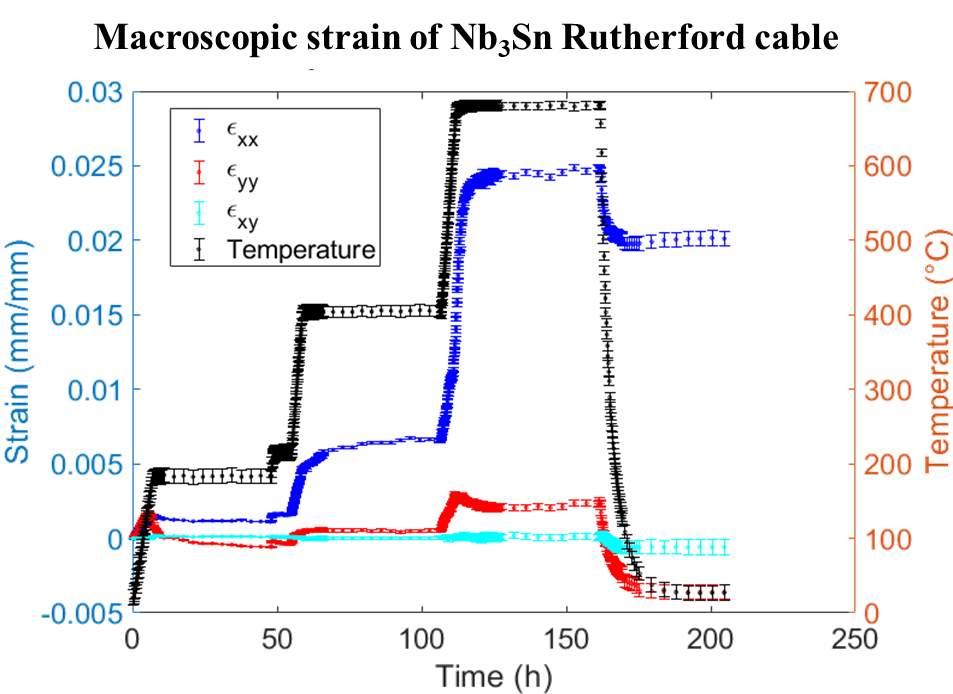 Macroscopic strain of Nb₃Sn Rutherford cable
0.03
0.025
0.02
0.015
0.01
0.005
0
-0.005
Strain (mm/mm)
ϵxx
ϵyy
ϵxy
Temperature
700
600
500
400
300
200
100
0
Temperature (°C)
0 50 100 150 200 250
Time (h)